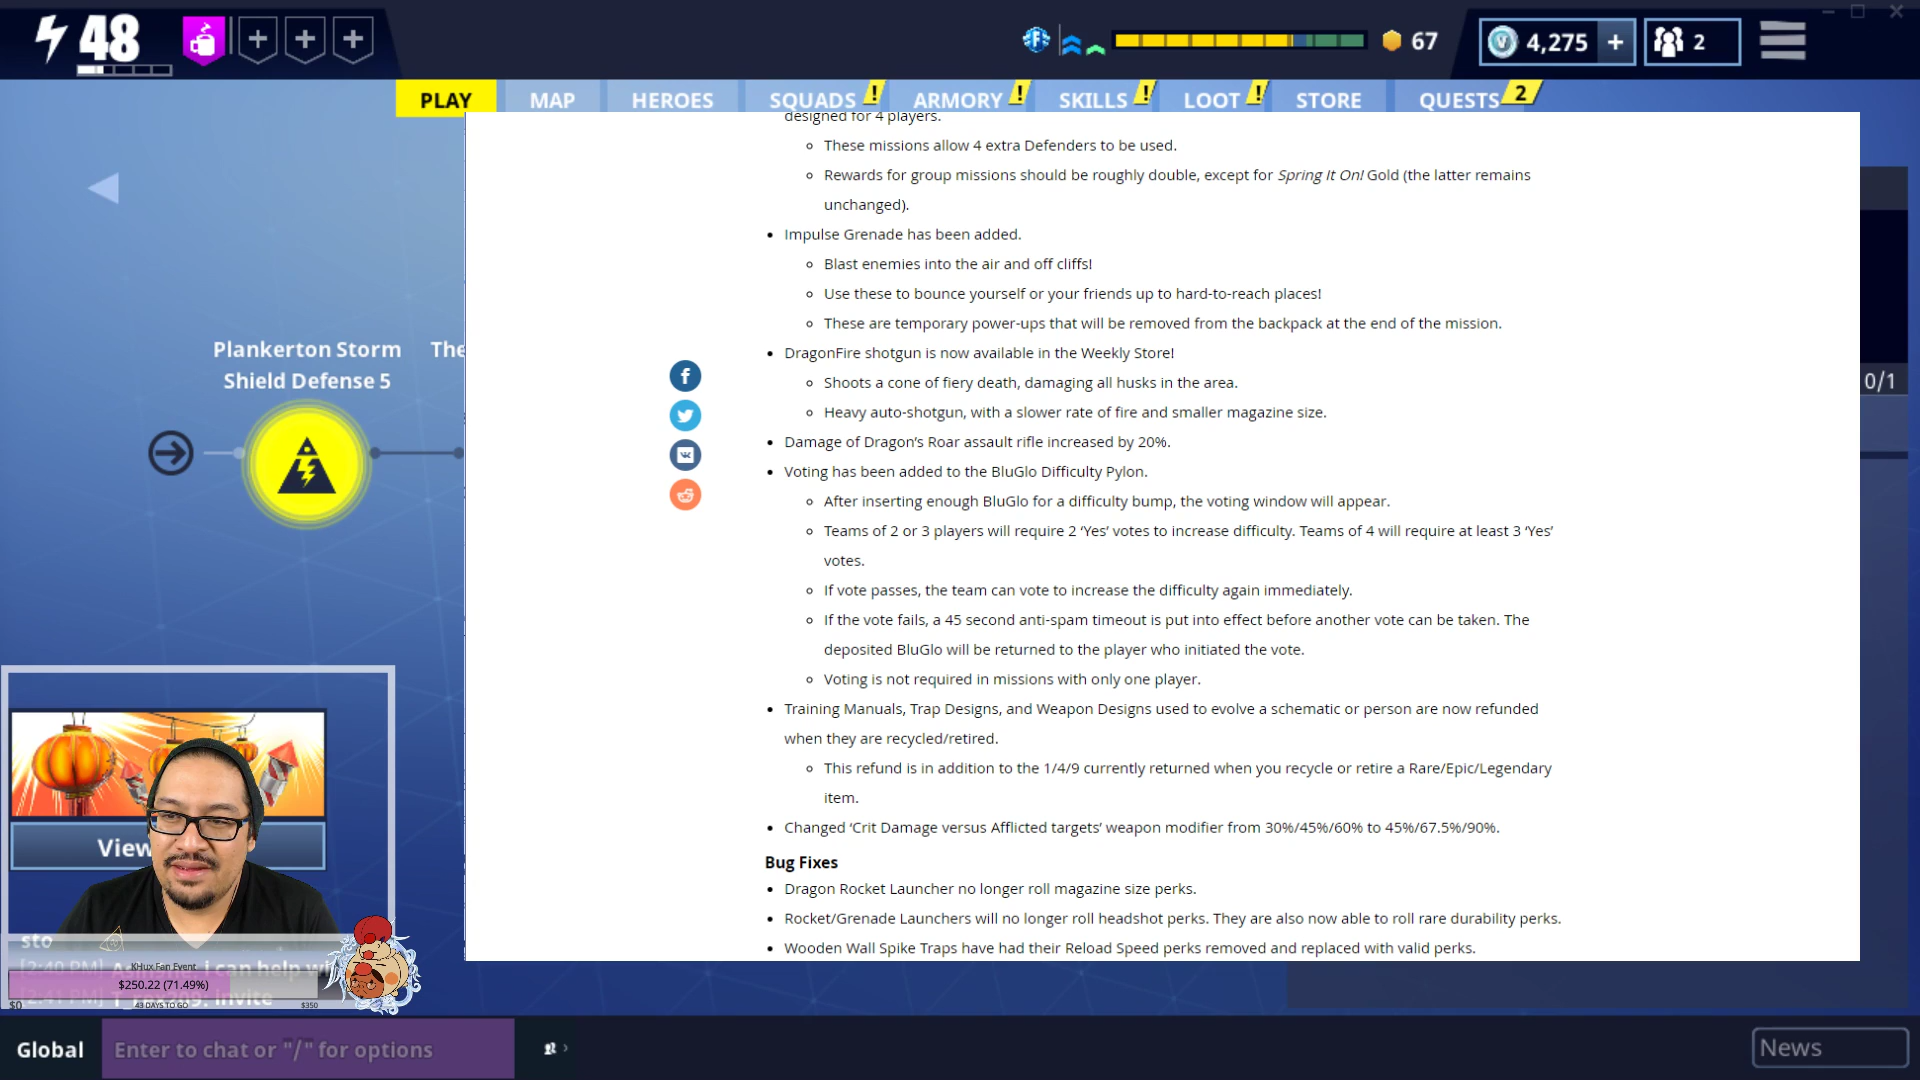 48
67
4,275
2
PLAY
MAP
HEROES
SQUADS
!
ARMORY
!
SKILLS
!
LOOT
!
STORE
QUESTS
2
designed for 4 players.
These missions allow 4 extra Defenders to be used.
Rewards for group missions should be roughly double, except for Spring It On! Gold (the latter remains
unchanged).
Impulse Grenade has been added.
Blast enemies into the air and off cliffs!
Use these to bounce yourself or your friends up to hard-to-reach places!
These are temporary power-ups that will be removed from the backpack at the end of the mission.
DragonFire shotgun is now available in the Weekly Store!
Shoots a cone of fiery death, damaging all husks in the area.
Heavy auto-shotgun, with a slower rate of fire and smaller magazine size.
Damage of Dragon’s Roar assault rifle increased by 20%.
Voting has been added to the BluGlo Difficulty Pylon.
After inserting enough BluGlo for a difficulty bump, the voting window will appear.
Teams of 2 or 3 players will require 2 ‘Yes’ votes to increase difficulty. Teams of 4 will require at least 3 ‘Yes’
votes.
If vote passes, the team can vote to increase the difficulty again immediately.
If the vote fails, a 45 second anti-spam timeout is put into effect before another vote can be taken. The
deposited BluGlo will be returned to the player who initiated the vote.
Voting is not required in missions with only one player.
Training Manuals, Trap Designs, and Weapon Designs used to evolve a schematic or person are now refunded
when they are recycled/retired.
This refund is in addition to the 1/4/9 currently returned when you recycle or retire a Rare/Epic/Legendary
item.
Changed ‘Crit Damage versus Afflicted targets’ weapon modifier from 30%/45%/60% to 45%/67.5%/90%.
Bug Fixes
Dragon Rocket Launcher no longer roll magazine size perks.
Rocket/Grenade Launchers will no longer roll headshot perks. They are also now able to roll rare durability perks.
Wooden Wall Spike Traps have had their Reload Speed perks removed and replaced with valid perks.
Plankerton Storm
Shield Defense 5
The
0/1
View
sto
[2:40 PM]
i can help
KHux Fan Event
$250.22 (71.49%)
[2:41 PM]
invite
$0
43 DAYS TO GO
$350
Global
Enter to chat or "/" for options
News